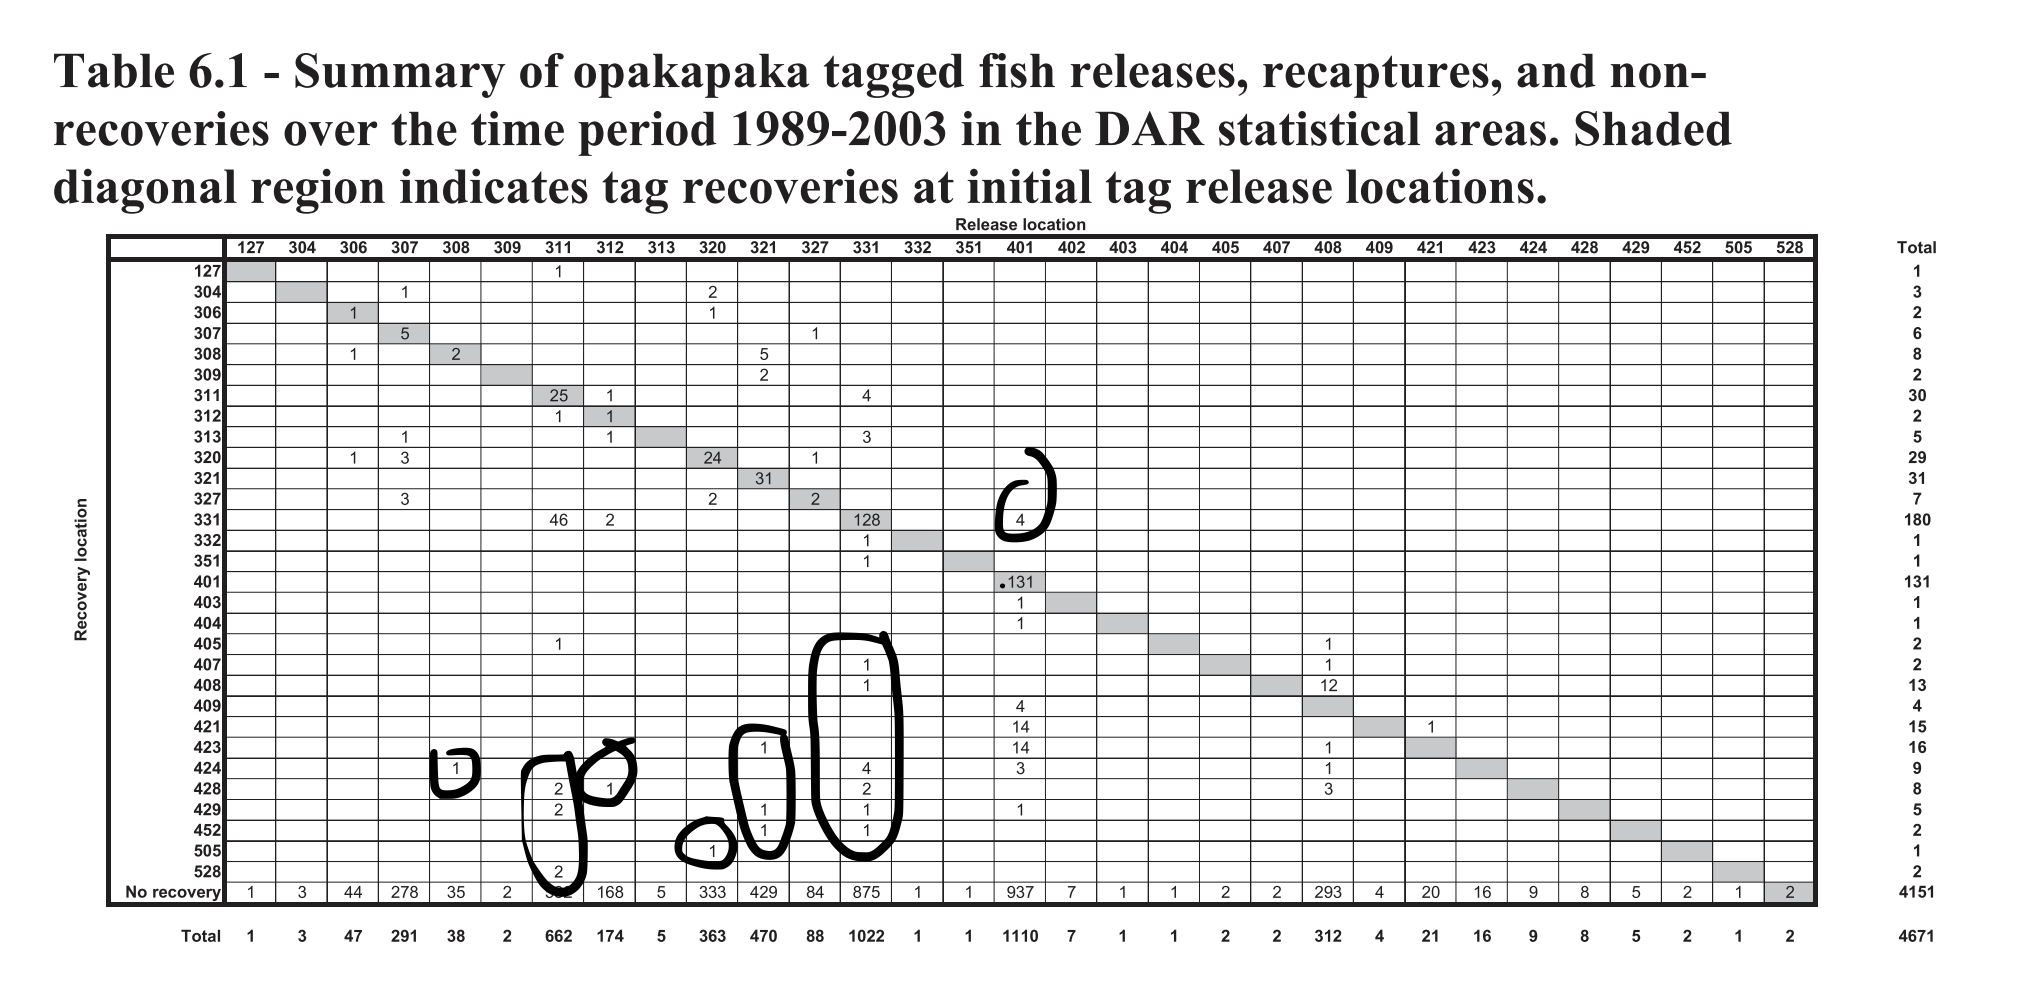 Table 6.1 - Summary of opakapaka tagged fish releases, recaptures, and non-
recoveries over the time period 1989-2003 in the DAR statistical areas. Shaded
diagonal region indicates tag recoveries at initial tag release locations.
Release location
127 304 306 307 308 309 311 312 313 320 321 327 331 332 351 401 402 403 404 405 407 408 409 421 423 424 428 429 452 505 528 Total
Recovery location
127 1 1
304 1 2 3
306 1 1 2
307 5 1 6
308 1 2 5 8
309 2 2
311 25 1 4 30
312 1 1 2
313 1 1 3 5
320 1 3 24 1 29
321 31 31
327 3 2 2 7
331 46 2 128 4 180
332 1 1
351 1 1
401 131 131
403 1 1
404 1 1
405 1 1 2
407 1 1 2
408 1 12 13
409 4 4
421 14 1 15
423 1 14 1 16
424 1 4 3 1 9
428 2 1 2 3 8
429 2 1 1 1 5
452 1 1 2
505 1 1
528 2 2
No recovery 1 3 44 278 35 2 168 5 333 429 84 875 1 1 937 7 1 1 2 2 293 4 20 16 9 8 5 2 1 2 4151
Total 1 3 47 291 38 2 662 174 5 363 470 88 1022 1 1 1110 7 1 1 2 2 312 4 21 16 9 8 5 2 1 2 4671